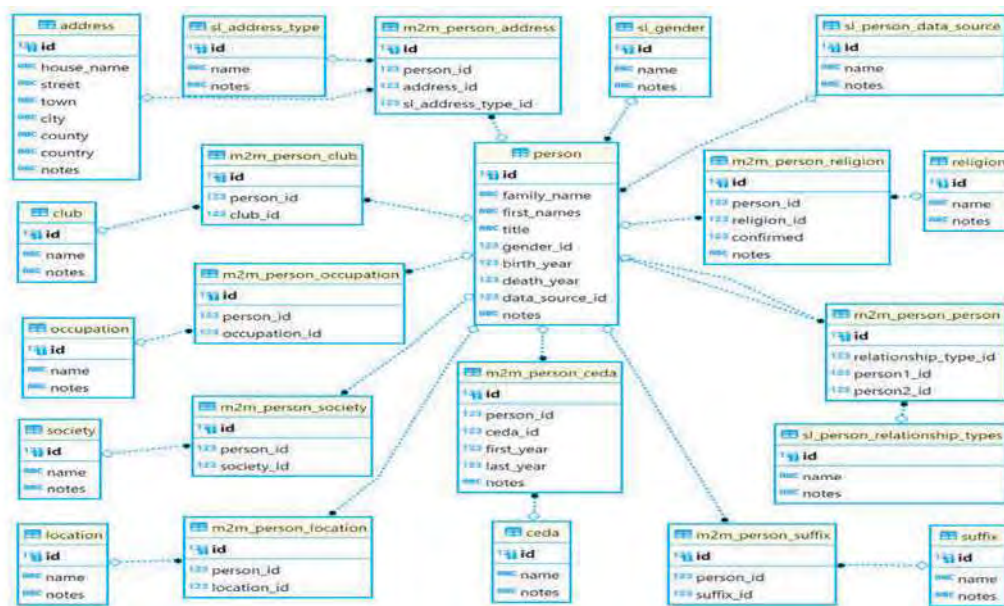 address
id
house_name
street
town
city
county
country
notes
sl_address_type
id
name
notes
m2m_person_address
id
person_id
address_id
sl_address_type_id
sl_gender
id
name
notes
sl_person_data_source
id
name
notes
m2m_person_club
id
person_id
club_id
person
id
family_name
first_names
title
gender_id
birth_year
death_year
data_source_id
notes
m2m_person_religion
id
person_id
religion_id
confirmed
notes
religion
id
name
notes
club
id
name
notes
m2m_person_occupation
id
person_id
occupation_id
occupation
id
name
notes
m2m_person_person
id
relationship_type_id
person1_id
person2_id
m2m_person_society
id
person_id
society_id
m2m_person_ceda
id
person_id
ceda_id
first_year
last_year
notes
society
id
name
notes
sl_person_relationship_types
id
name
notes
location
id
name
notes
m2m_person_location
id
person_id
location_id
ceda
id
name
notes
m2m_person_suffix
id
person_id
suffix_id
suffix
id
name
notes